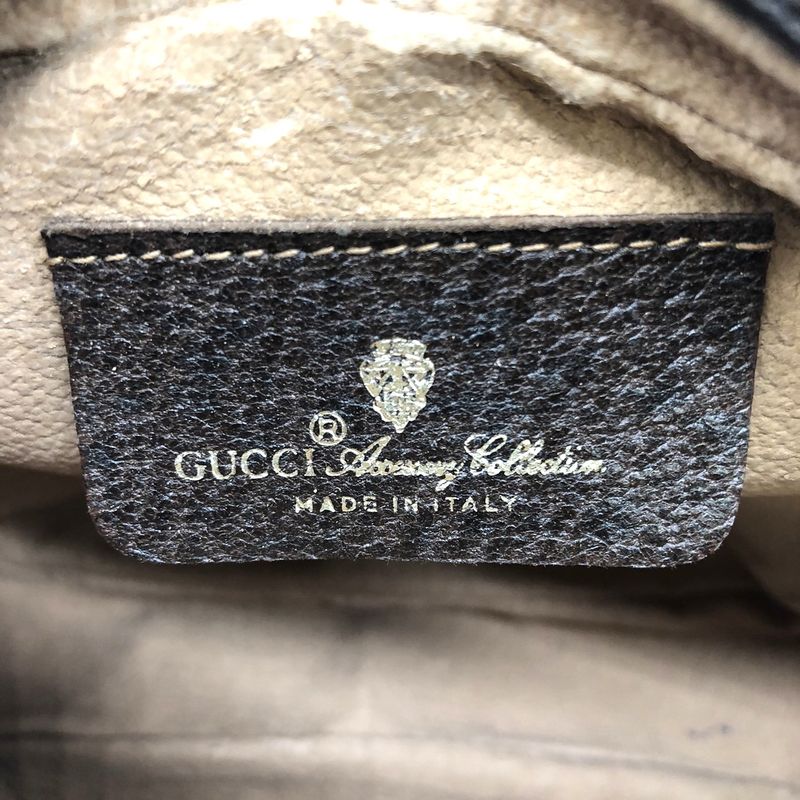 ®
GUCCI Accessory Collection
MADE IN ITALY